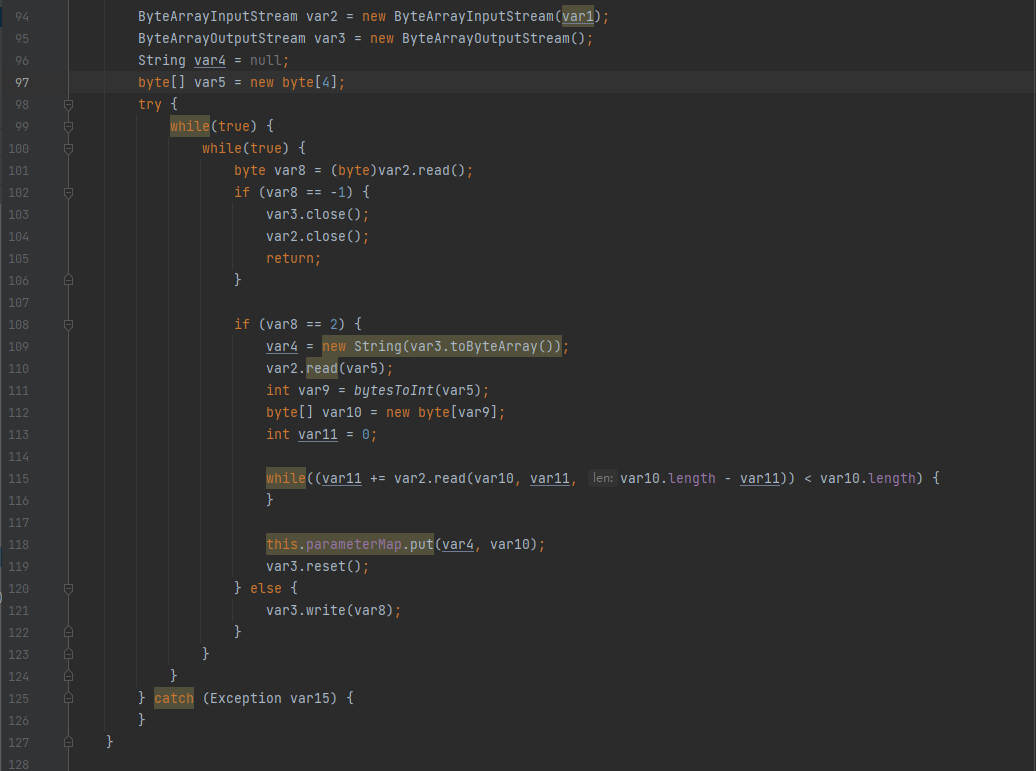 94 ByteArrayInputStream var2 = new ByteArrayInputStream(var1);
95 ByteArrayOutputStream var3 = new ByteArrayOutputStream();
96 String var4 = null;
97 byte[] var5 = new byte[4];
98 try {
99 while(true) {
100 while(true) {
101 byte var8 = (byte)var2.read();
102 if (var8 == -1) {
103 var3.close();
104 var2.close();
105 return;
106 }
107
108 if (var8 == 2) {
109 var4 = new String(var3.toByteArray());
110 var2.read(var5);
111 int var9 = bytesToInt(var5);
112 byte[] var10 = new byte[var9];
113 int var11 = 0;
114
115 while((var11 += var2.read(var10, var11, len: var10.length - var11)) < var10.length) {
116 }
117
118 this.parameterMap.put(var4, var10);
119 var3.reset();
120 } else {
121 var3.write(var8);
122 }
123 }
124 }
125 } catch (Exception var15) {
126 }
127 }
128